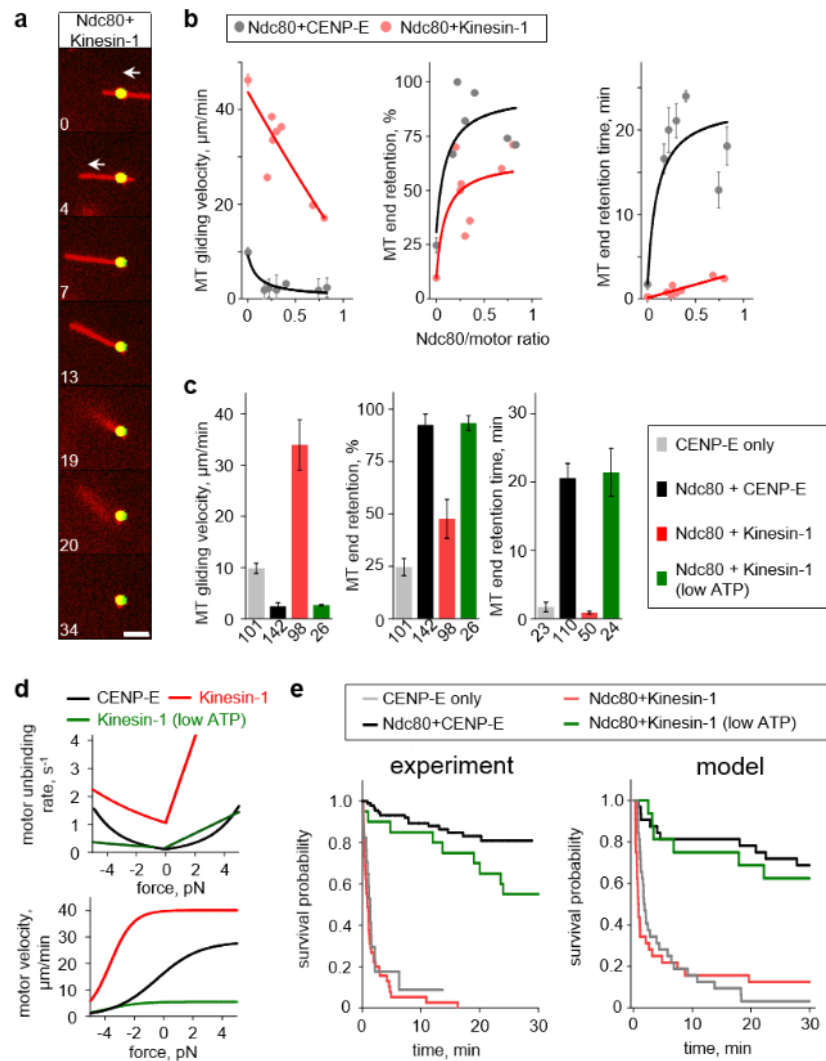 a
Ndc80+
Kinesin-1
0
4
7
13
19
20
34
b
Ndc80+CENP-E
Ndc80+Kinesin-1
MT gliding velocity, µm/min
40
20
0
0
0.5
1
MT end retention, %
100
75
50
25
0
0
0.5
1
MT end retention time, min
20
10
0
0
0.5
1
Ndc80/motor ratio
c
MT gliding velocity, µm/min
40
30
20
10
0
101
142
98
26
MT end retention, %
100
75
50
25
0
101
142
98
26
MT end retention time, min
30
20
10
0
23
110
50
24
CENP-E only
Ndc80 + CENP-E
Ndc80 + Kinesin-1
Ndc80 + Kinesin-1
(low ATP)
d
CENP-E
Kinesin-1
Kinesin-1 (low ATP)
motor unbinding
rate, s-1
4
3
2
1
0
-4
-2
0
2
4
force, pN
motor velocity,
µm/min
40
30
20
10
0
-4
-2
0
2
4
force, pN
e
CENP-E only
Ndc80+Kinesin-1
Ndc80+CENP-E
Ndc80+Kinesin-1 (low ATP)
experiment
survival probability
1.0
0.8
0.6
0.4
0.2
0
0
10
20
30
time, min
model
survival probability
1.0
0.8
0.6
0.4
0.2
0
0
10
20
30
time, min